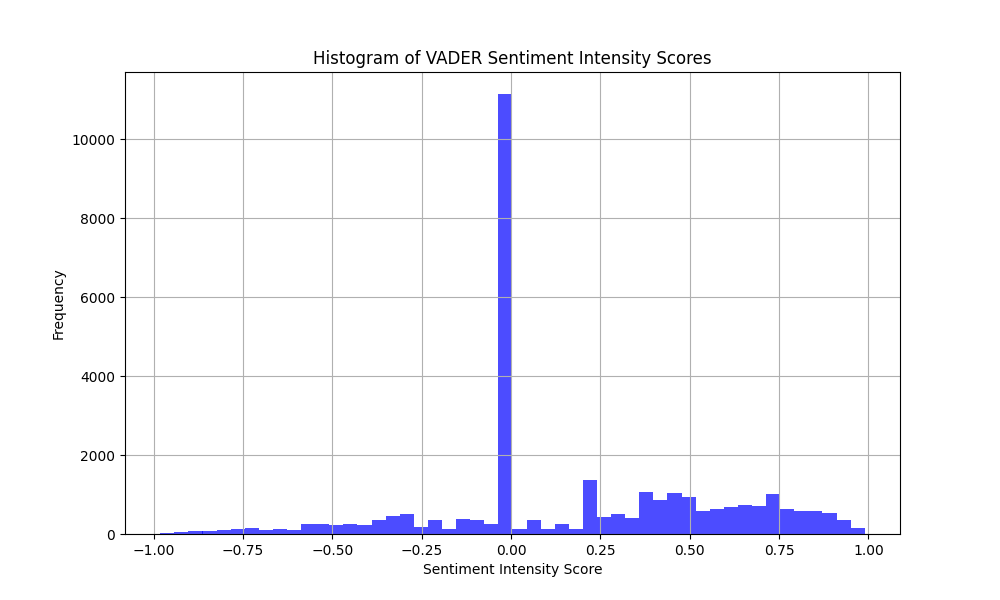 Histogram of VADER Sentiment Intensity Scores
10000
8000
6000
4000
2000
0
Frequency
−1.00 −0.75 −0.50 −0.25 0.00 0.25 0.50 0.75 1.00
Sentiment Intensity Score